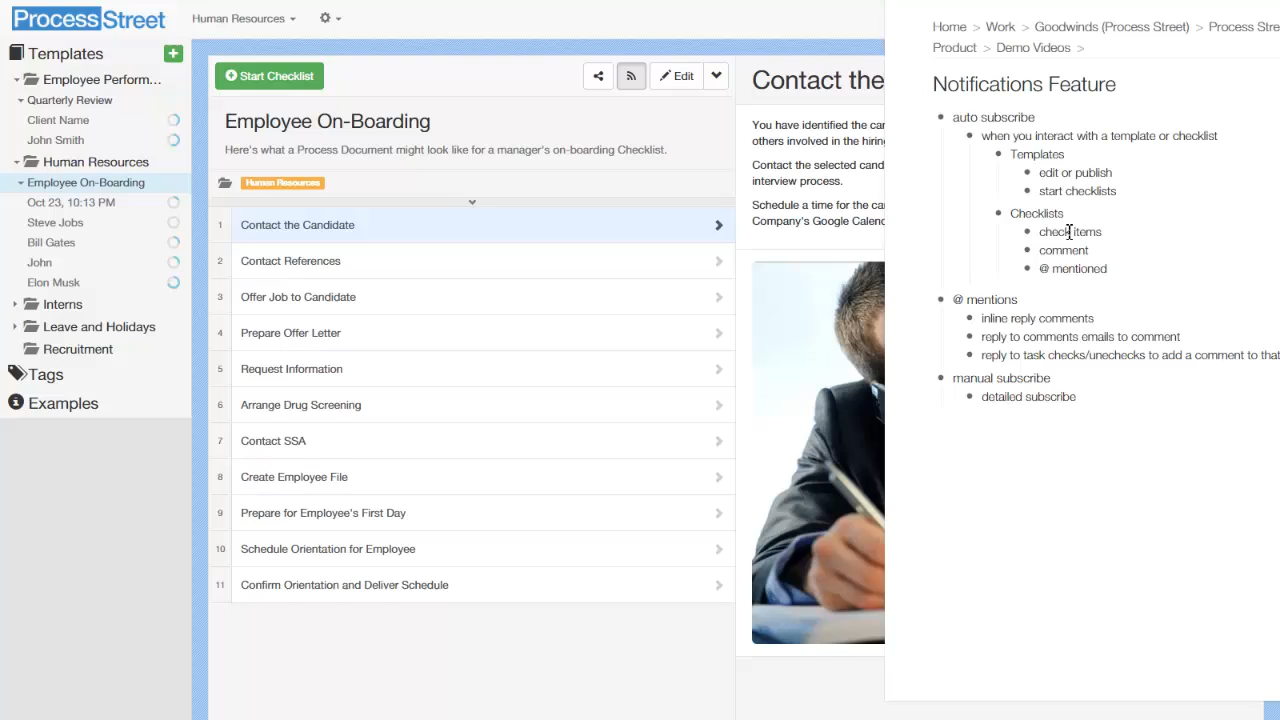 ProcessStreet
Human Resources
Templates
Employee Perform...
Quarterly Review
Client Name
John Smith
Human Resources
Employee On-Boarding
Oct 23, 10:13 PM
Steve Jobs
Bill Gates
John
Elon Musk
Interns
Leave and Holidays
Recruitment
Tags
Examples
Start Checklist
Edit
Employee On-Boarding
Here's what a Process Document might look like for a manager's on-boarding Checklist.
Human Resources
1 Contact the Candidate
2 Contact References
3 Offer Job to Candidate
4 Prepare Offer Letter
5 Request Information
6 Arrange Drug Screening
7 Contact SSA
8 Create Employee File
9 Prepare for Employee's First Day
10 Schedule Orientation for Employee
11 Confirm Orientation and Deliver Schedule
Contact the
You have identified the
others involved in the hiring
Contact the selected
interview process.
Schedule a time for the
Company's Google
Home > Work > Goodwinds (Process Street) > Process
Product > Demo Videos >
Notifications Feature
auto subscribe
when you interact with a template or checklist
Templates
edit or publish
start checklists
Checklists
check items
comment
@ mentioned
@ mentions
inline reply comments
reply to comments emails to comment
reply to task checks/unechecks to add a comment to that
manual subscribe
detailed subscribe